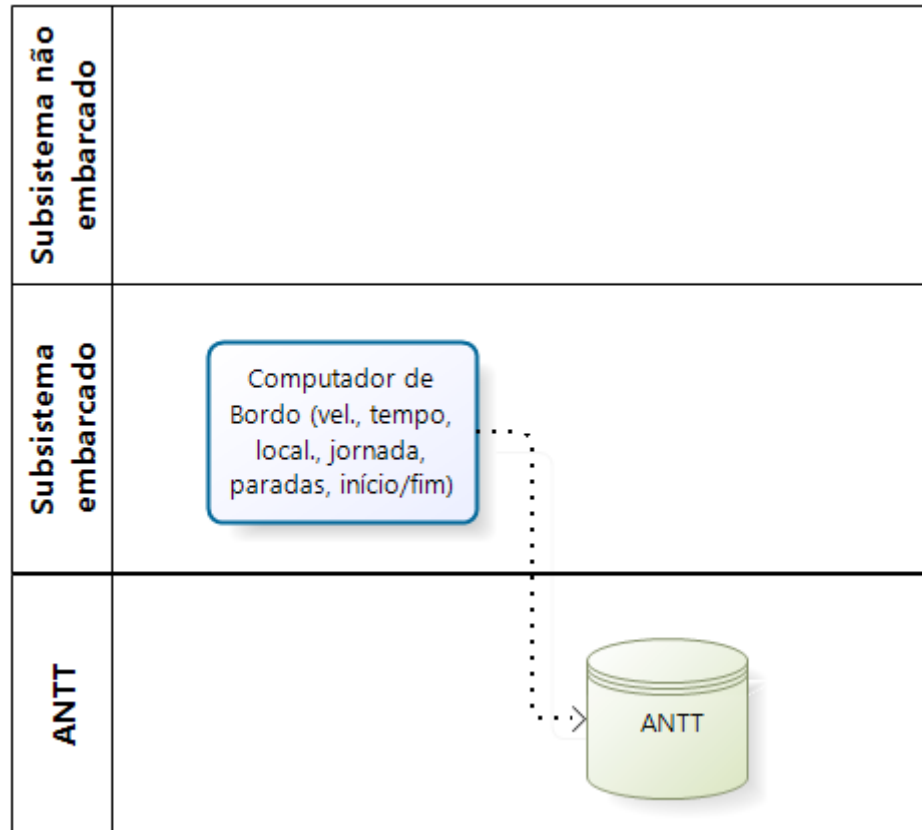 Subsistema não
embarcado
Subsistema
embarcado
Computador de
Bordo (vel., tempo,
local., jornada,
paradas, início/fim)
ANTT
ANTT